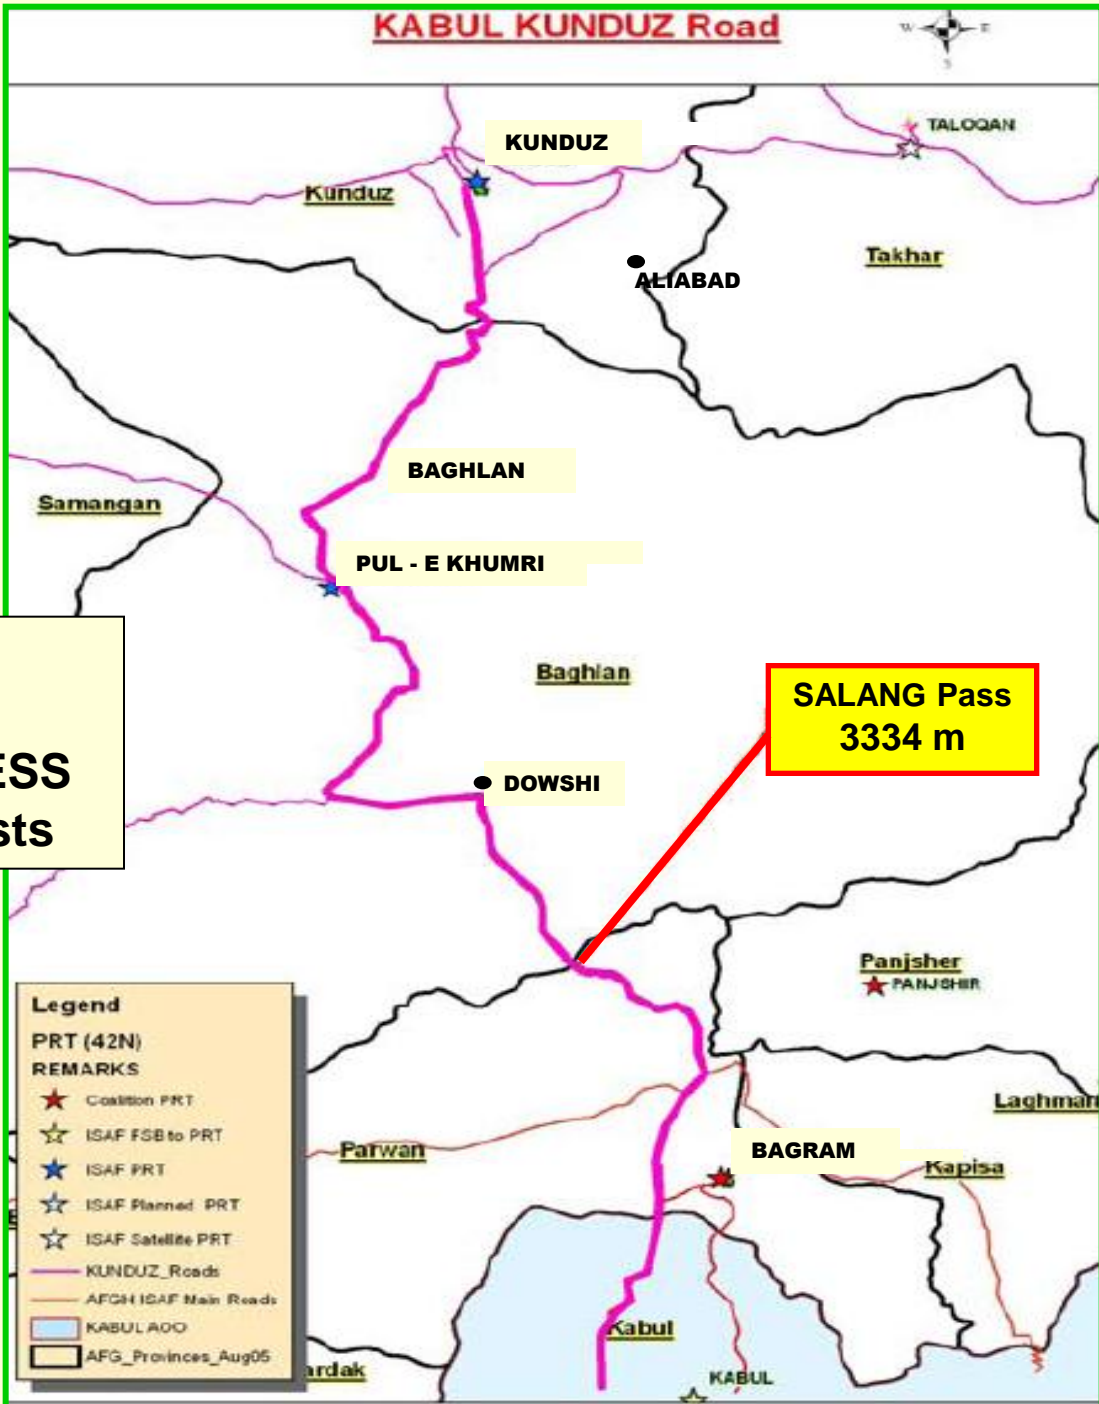 KABUL KUNDUZ Road
W
E
S
TALOQAN
KUNDUZ
Kunduz
Takhar
ALIABAD
BAGHLAN
Samangan
PUL - E KHUMRI
Baghlan
SALANG Pass
3334 m
ESS
sts
DOWSHI
Panjsher
PANJSHIR
Legend
PRT (42N)
REMARKS
Coalition PRT
ISAF FSB to PRT
ISAF PRT
ISAF Planned PRT
ISAF Satellite PRT
KUNDUZ_Roads
AFGH ISAF Main Roads
KABUL AOO
AFG_Provinces_Aug05
Laghman
Parwan
BAGRAM
Kapisa
Kabul
ardak
KABUL